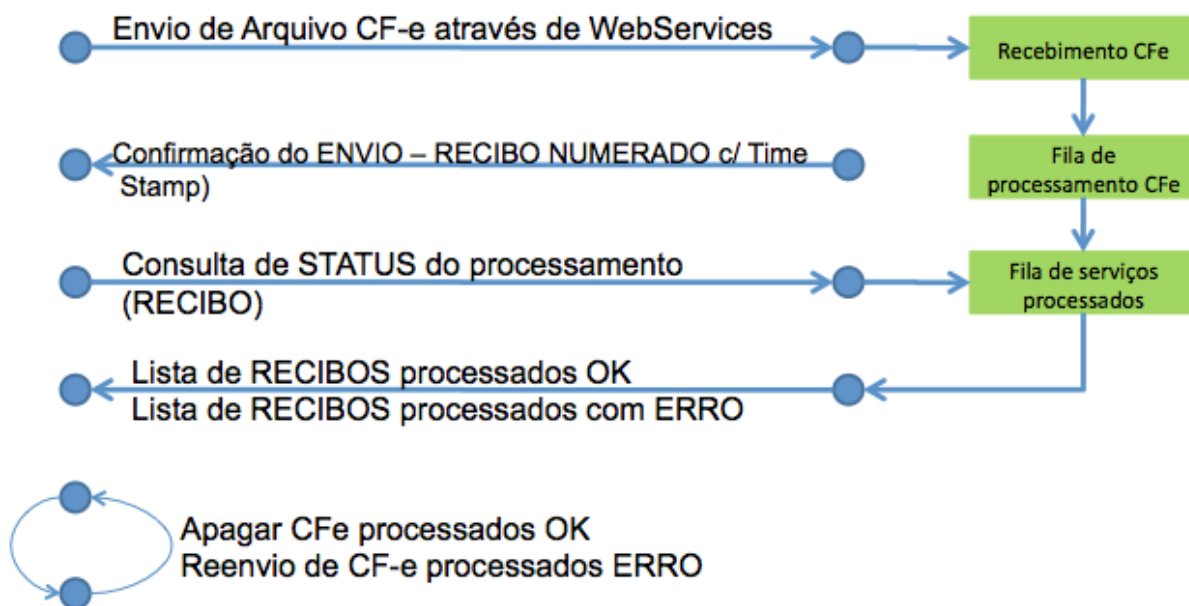 Envio de Arquivo CF-e através de WebServices
Recebimento CFe
Confirmação do ENVIO – RECIBO NUMERADO c/ Time
Stamp)
Fila de
processamento CFe
Consulta de STATUS do processamento
(RECIBO)
Fila de serviços
processados
Lista de RECIBOS processados OK
Lista de RECIBOS processados com ERRO
Apagar CFe processados OK
Reenvio de CF-e processados ERRO